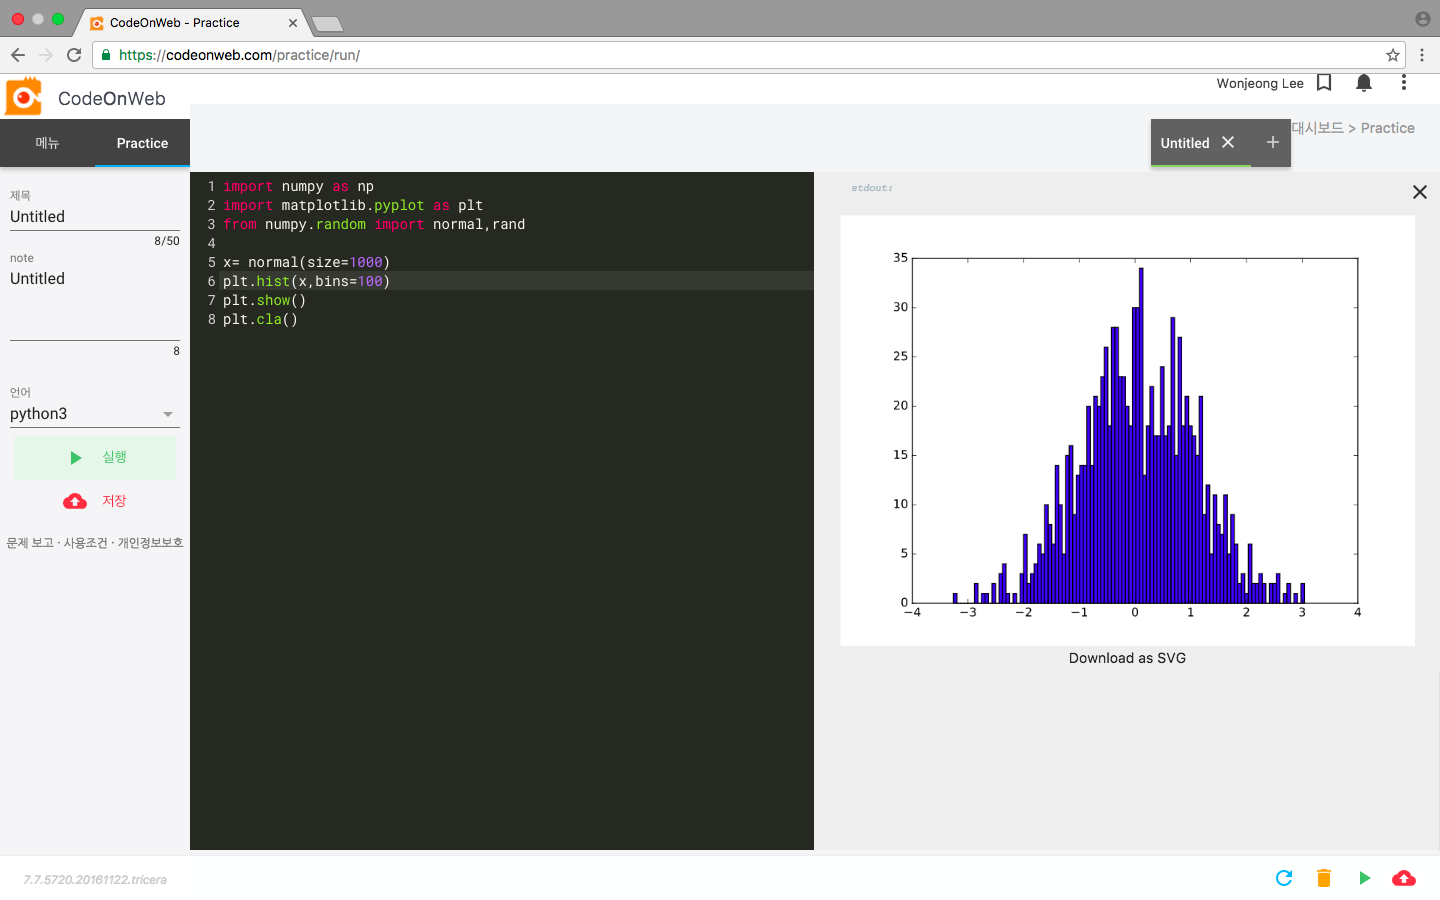 CodeOnWeb - Practice
https://codeonweb.com/practice/run/
CodeOnWeb
Wonjeong Lee
메뉴
Practice
Untitled
대시보드 > Practice
제목
Untitled
8/50
note
Untitled
8
언어
python3
실행
저장
문제 보고 · 사용조건 · 개인정보보호
1 import numpy as np
2 import matplotlib.pyplot as plt
3 from numpy.random import normal,rand
4
5 x= normal(size=1000)
6 plt.hist(x,bins=100)
7 plt.show()
8 plt.cla()
stdout:
35
30
25
20
15
10
5
0
−4 −3 −2 −1 0 1 2 3 4
Download as SVG
7.7.5720.20161122.tricera